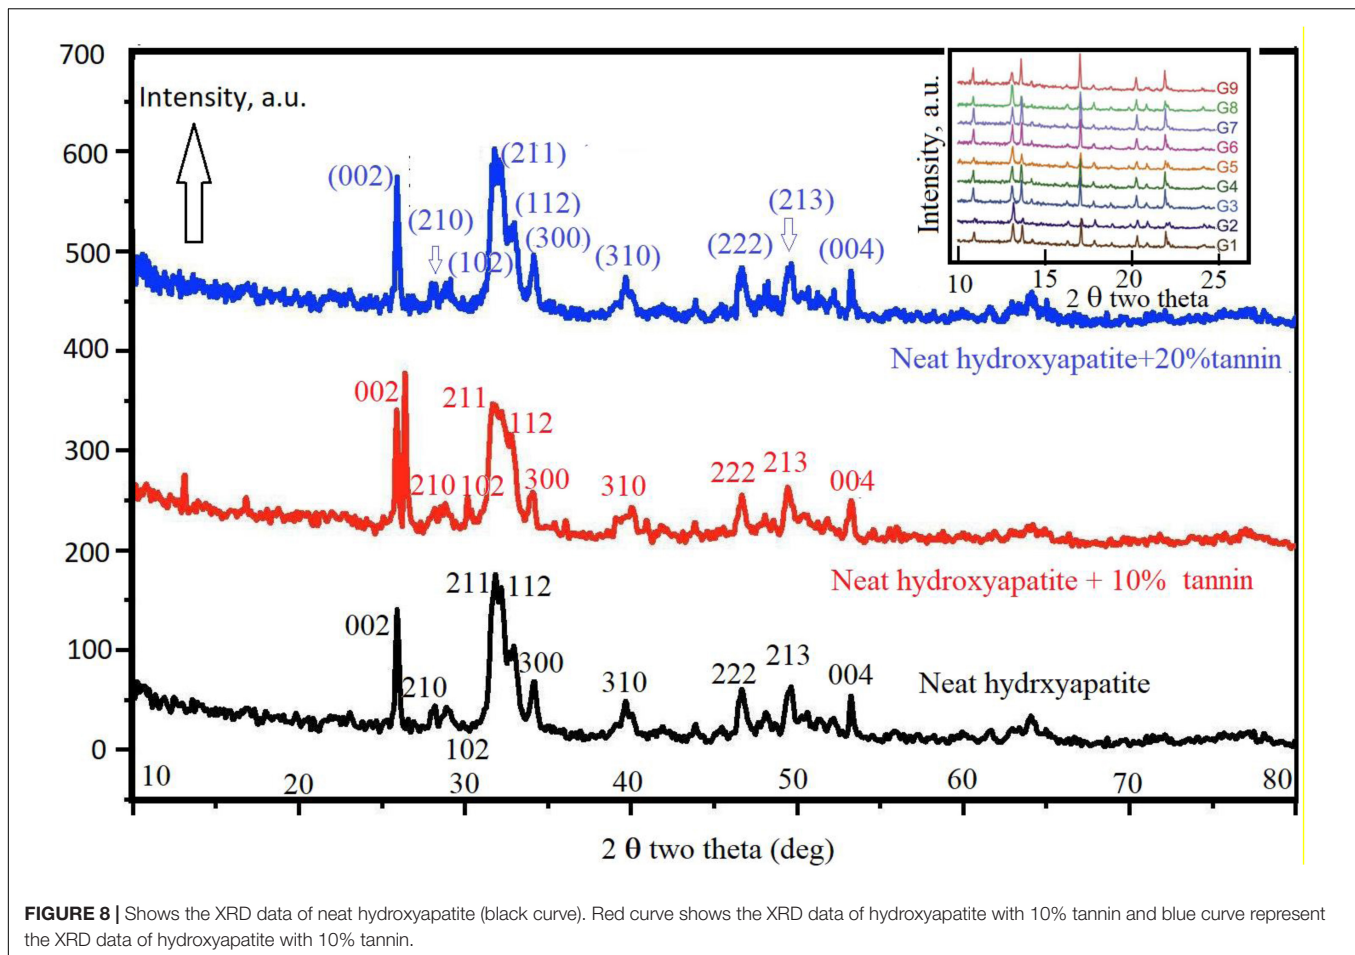 700
600
500
400
300
200
100
0
Intensity, a.u.
(002)
(210)
(102)
(211)
(112)
(300)
(310)
(222)
(213)
(004)
Neat hydroxyapatite+20%tannin
002
210
102
211
112
300
310
222
213
004
Neat hydroxyapatite + 10% tannin
002
210
102
211
112
300
310
222
213
004
Neat hydrxyapatite
10 20 30 40 50 60 70 80
2 θ two theta (deg)
Intensity, a.u.
G9
G8
G7
G6
G5
G4
G3
G2
G1
10 15 20 25
2 θ two theta
FIGURE 8 | Shows the XRD data of neat hydroxyapatite (black curve). Red curve shows the XRD data of hydroxyapatite with 10% tannin and blue curve represent
the XRD data of hydroxyapatite with 10% tannin.